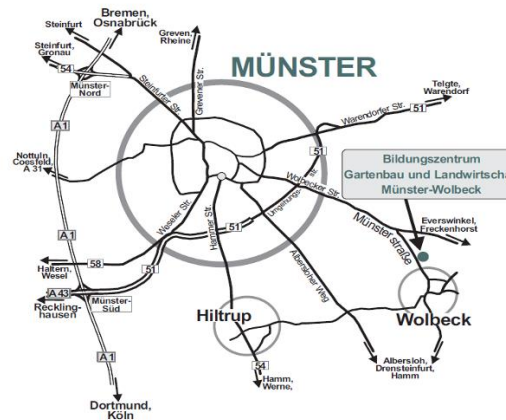 Steinfurt
Bremen,
Osnabrück
Greven,
Rheine
MÜNSTER
Steinfurt,
Gronau
54
Münster-
Nord
Steinfurter Str.
Grevener Str.
Telgte,
Warendorf
51
Warendorfer Str.
A 1
51
Nottuln
Coesfeld,
A 31
Bildungszentrum
Gartenbau und Landwirtscha
Münster-Wolbeck
Wolbecker Str.
Umgehungs-
str.
Münsterstraße
Everswinkel,
Freckenhorst
Weseler Str.
Hammer Str.
51
Albersloher Weg
A 1
58
Haltern,
Wesel
51
A 43
Reckling-
hausen
Münster-
Süd
Hiltrup
Wolbeck
A 1
54
Hamm,
Werne,
Albersloh,
Drensteinfurt,
Hamm
Dortmund,
Köln